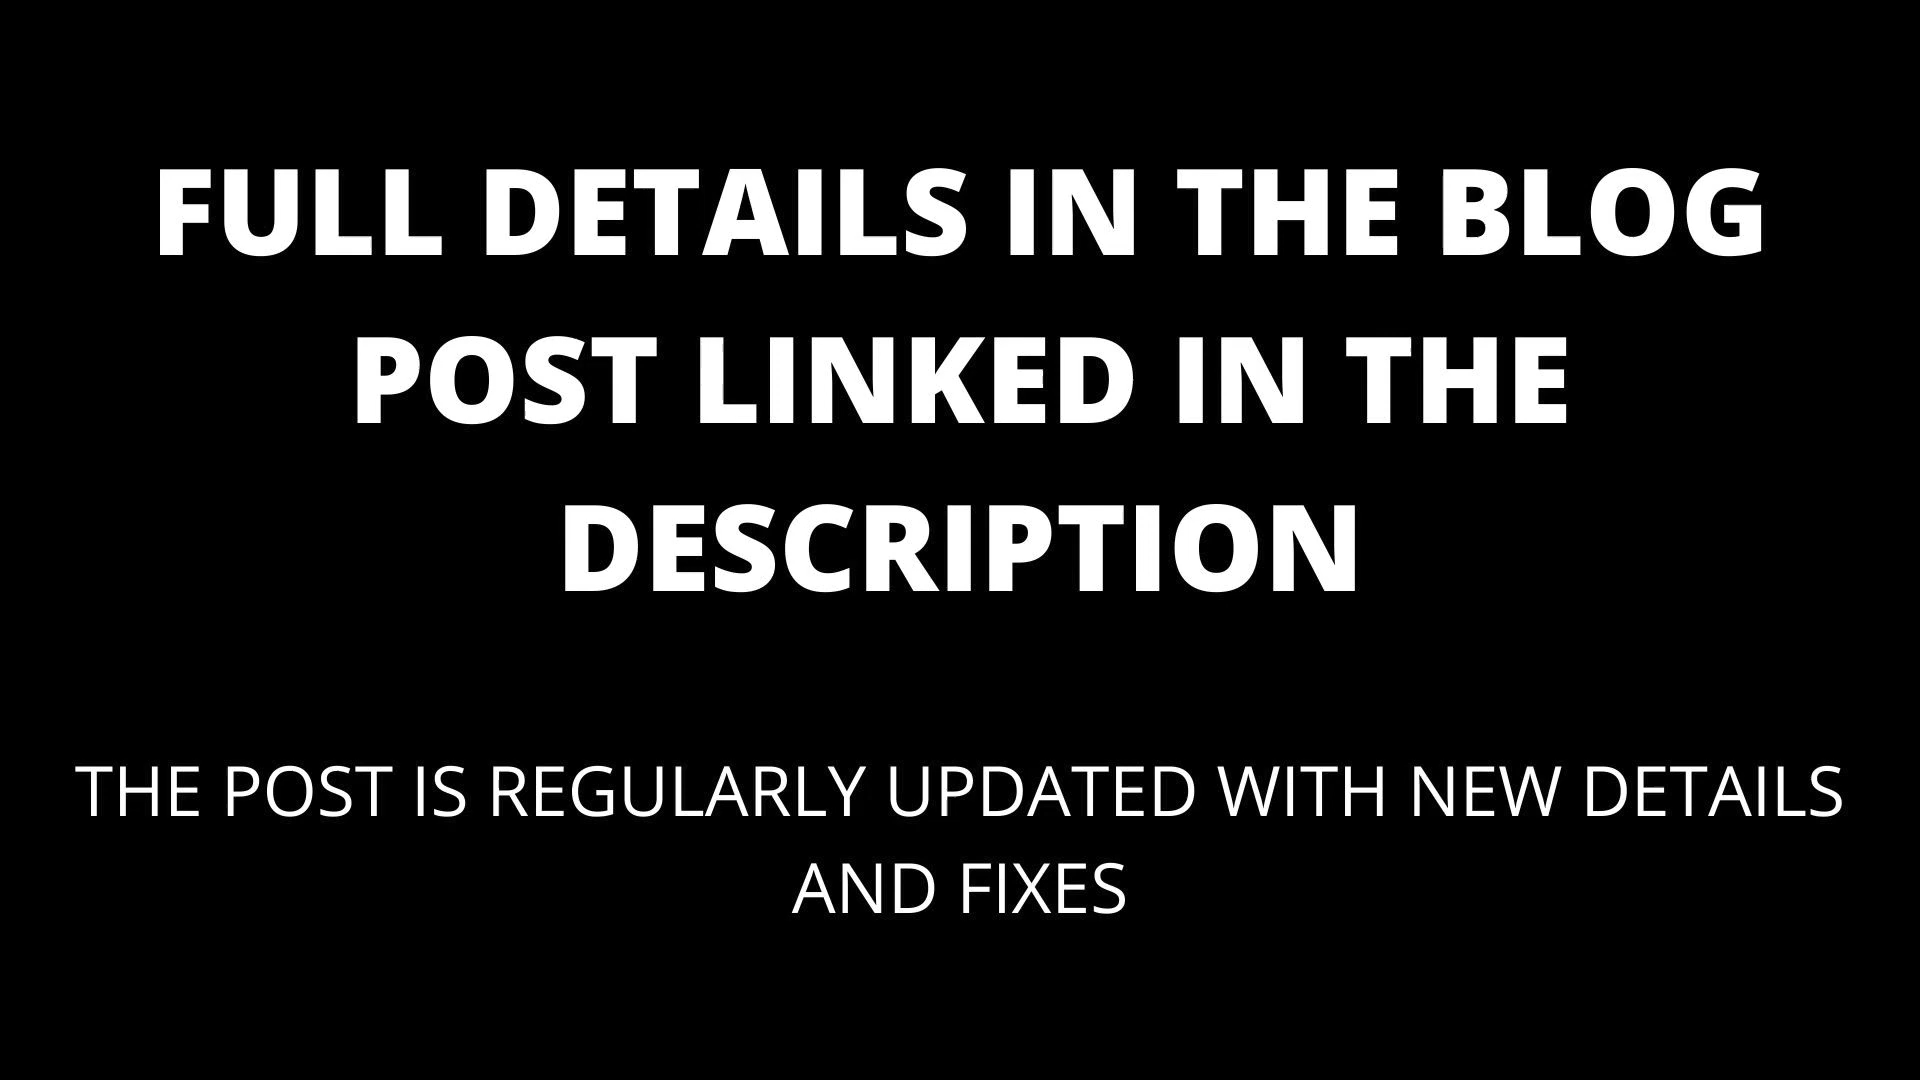 FULL DETAILS IN THE BLOG
POST LINKED IN THE
DESCRIPTION
THE POST IS REGULARLY UPDATED WITH NEW DETAILS
AND FIXES